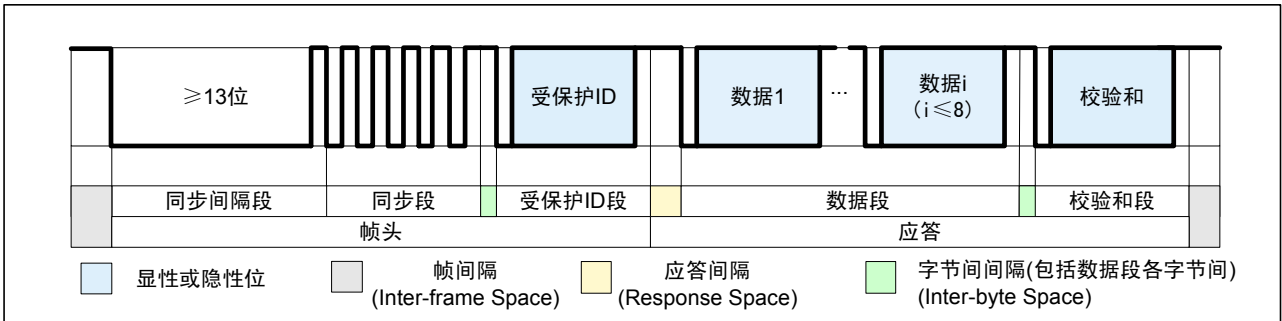 ≥13位
受保护ID
数据1
...
数据i
(i≤8)
校验和
同步间隔段
同步段
受保护ID段
数据段
校验和段
帧头
应答
显性或隐性位
帧间隔
(Inter-frame Space)
应答间隔
(Response Space)
字节间间隔(包括数据段各字节间)
(Inter-byte Space)